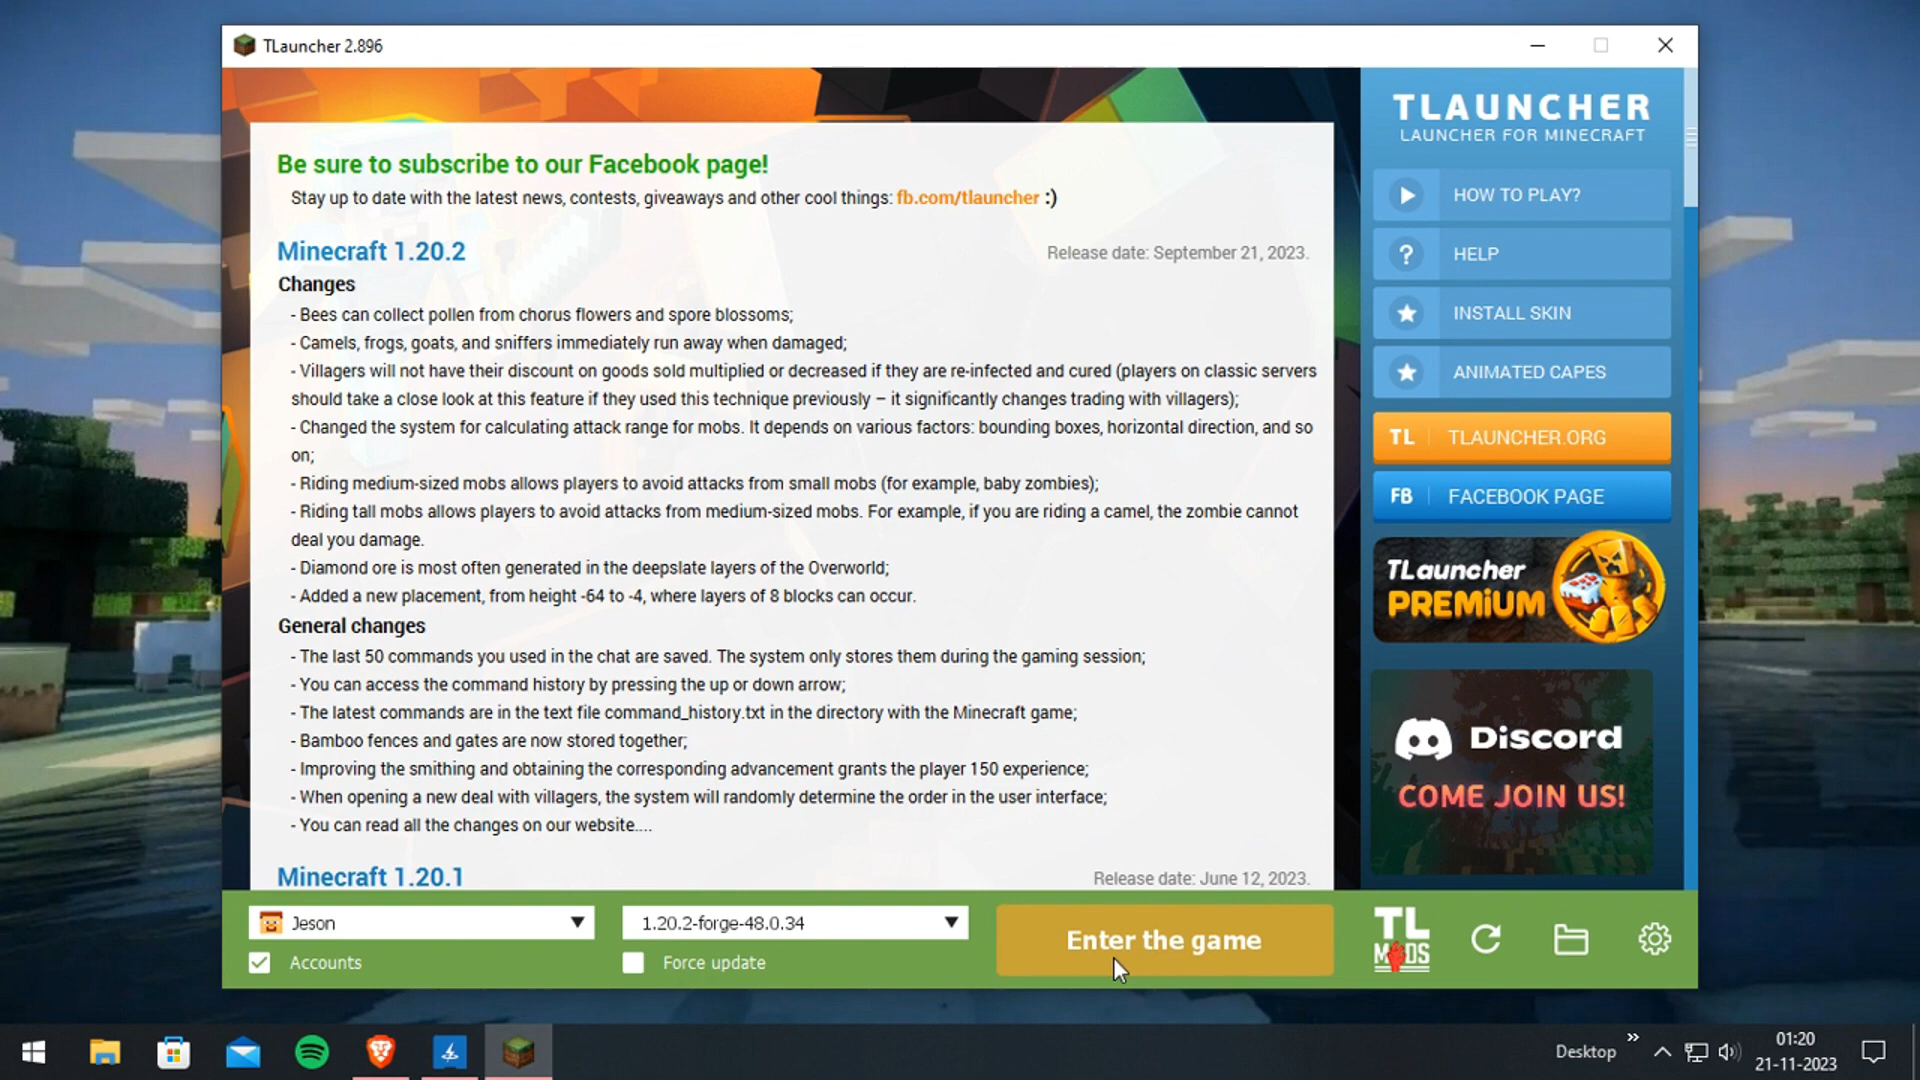 TLauncher 2.896
TLAUNCHER
LAUNCHER FOR MINECRAFT
Be sure to subscribe to our Facebook page!
Stay up to date with the latest news, contests, giveaways and other cool things: fb.com/tlauncher :)
Minecraft 1.20.2
Release date: September 21, 2023.
Changes
- Bees can collect pollen from chorus flowers and spore blossoms;
- Camels, frogs, goats, and sniffers immediately run away when damaged;
- Villagers will not have their discount on goods sold multiplied or decreased if they are re-infected and cured (players on classic servers
should take a close look at this feature if they used this technique previously – it significantly changes trading with villagers);
- Changed the system for calculating attack range for mobs. It depends on various factors: bounding boxes, horizontal direction, and so
on;
- Riding medium-sized mobs allows players to avoid attacks from small mobs (for example, baby zombies);
- Riding tall mobs allows players to avoid attacks from medium-sized mobs. For example, if you are riding a camel, the zombie cannot
deal you damage.
- Diamond ore is most often generated in the deepslate layers of the Overworld;
- Added a new placement, from height -64 to -4, where layers of 8 blocks can occur.
General changes
- The last 50 commands you used in the chat are saved. The system only stores them during the gaming session;
- You can access the command history by pressing the up or down arrow;
- The latest commands are in the text file command_history.txt in the directory with the Minecraft game;
- Bamboo fences and gates are now stored together;
- Improving the smithing and obtaining the corresponding advancement grants the player 150 experience;
- When opening a new deal with villagers, the system will randomly determine the order in the user interface;
- You can read all the changes on our website....
Minecraft 1.20.1
Release date: June 12, 2023.
HOW TO PLAY?
? HELP
INSTALL SKIN
ANIMATED CAPES
TL TLAUNCHER.ORG
FB FACEBOOK PAGE
TLauncher
PREMiUM
Discord
COME JOIN US!
Jeson
1.20.2-forge-48.0.34
Enter the game
TL
MODS
Accounts
Force update
Desktop
01:20
21-11-2023